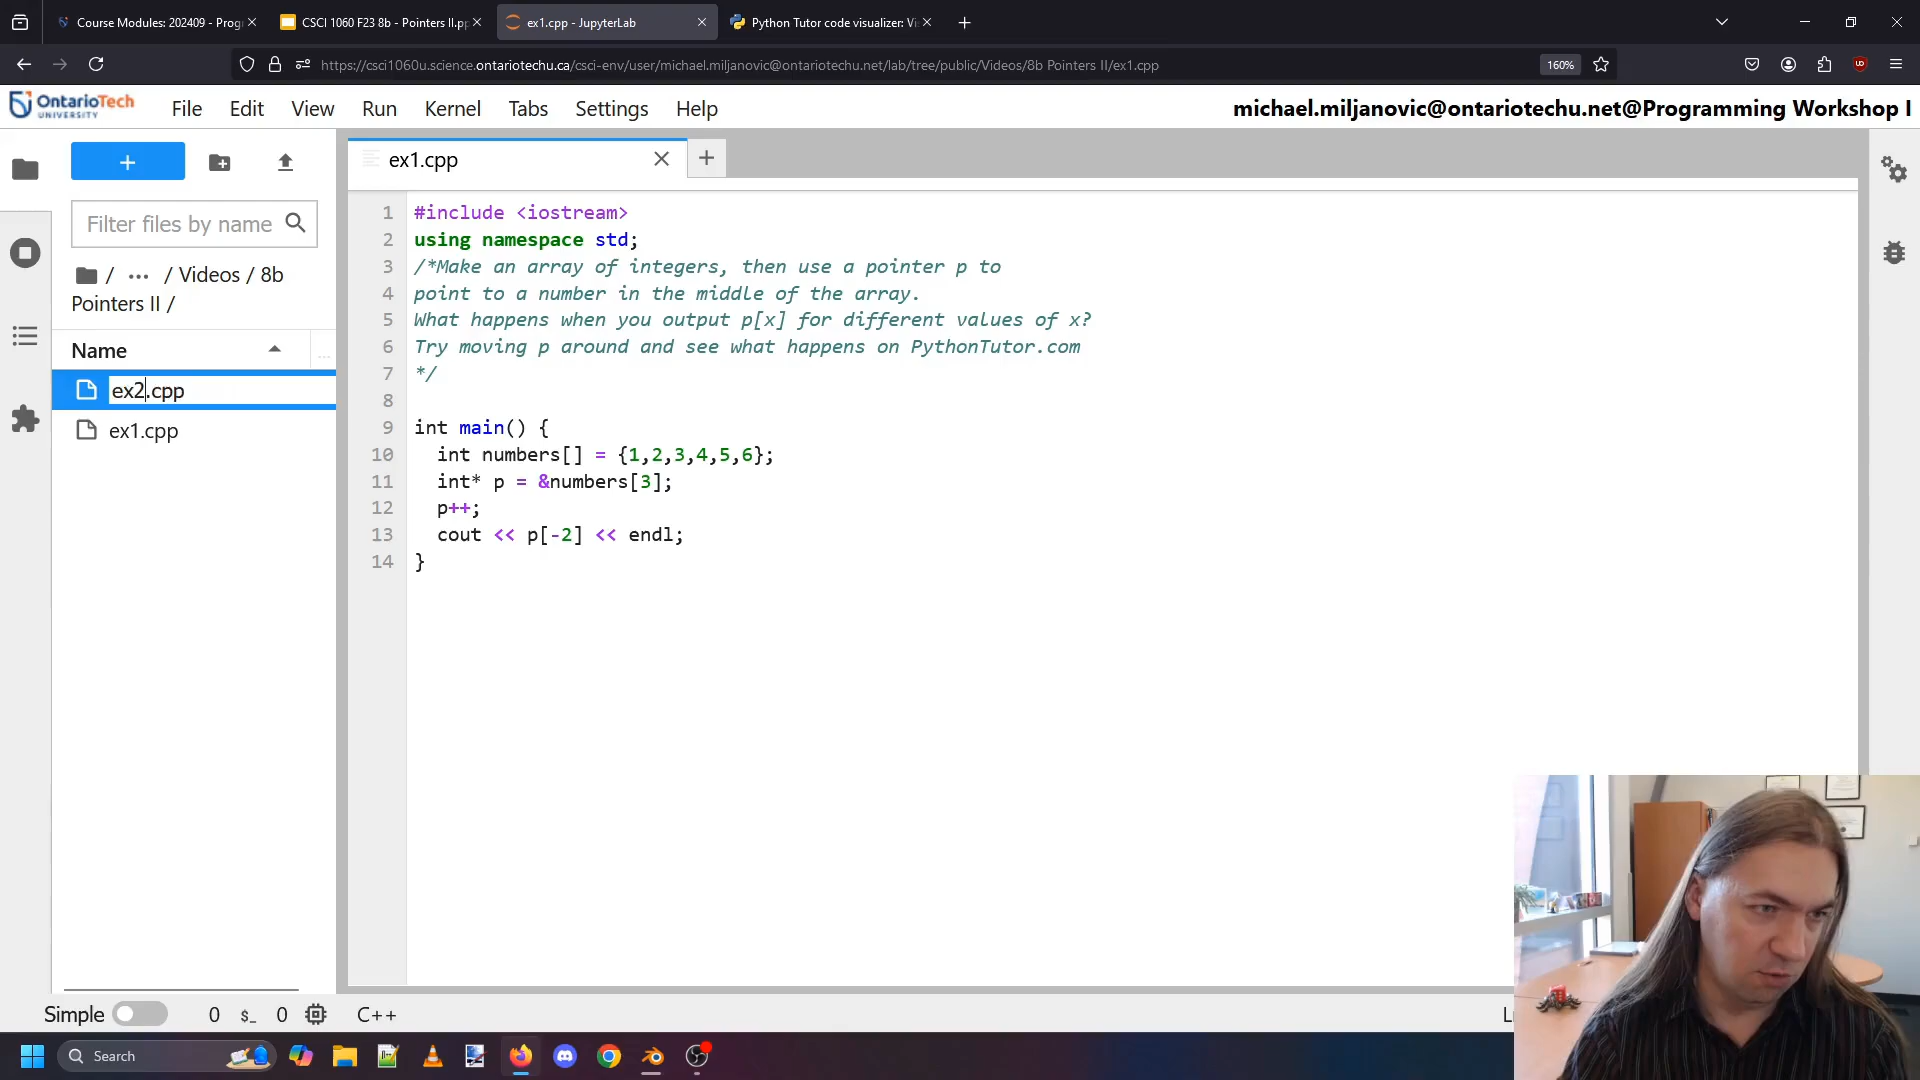 Course Modules: 202409 - Prog
CSCI 1060 F23 8b - Pointers II.pp
ex1.cpp - JupyterLab
Python Tutor code visualizer: Vi
https://csci1060u.science.ontariotechu.ca/csci-env/user/michael.miljanovic@ontariotechu.net/lab/tree/public/Videos/8b Pointers II/ex1.cpp
160%
OntarioTech
UNIVERSITY
File Edit View Run Kernel Tabs Settings Help
michael.miljanovic@ontariotechu.net@Programming Workshop I
ex1.cpp
Filter files by name
/ ··· / Videos / 8b
Pointers II /
Name
ex2.cpp
ex1.cpp
1 #include <iostream>
2 using namespace std;
3 /*Make an array of integers, then use a pointer p to
4 point to a number in the middle of the array.
5 What happens when you output p[x] for different values of x?
6 Try moving p around and see what happens on PythonTutor.com
7 */
8
9 int main() {
10 int numbers[] = {1,2,3,4,5,6};
11 int* p = &numbers[3];
12 p++;
13 cout << p[-2] << endl;
14 }
Simple 0 $_ 0 C++
Search